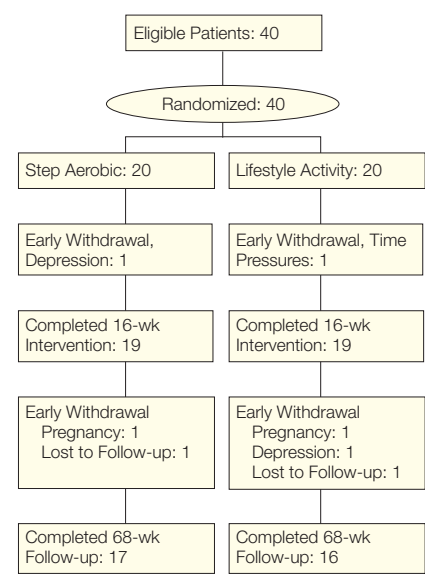 Eligible Patients: 40
Randomized: 40
Step Aerobic: 20
Lifestyle Activity: 20
Early Withdrawal,
Depression: 1
Early Withdrawal, Time
Pressures: 1
Completed 16-wk
Intervention: 19
Completed 16-wk
Intervention: 19
Early Withdrawal
Pregnancy: 1
Lost to Follow-up: 1
Early Withdrawal
Pregnancy: 1
Depression: 1
Lost to Follow-up: 1
Completed 68-wk
Follow-up: 17
Completed 68-wk
Follow-up: 16